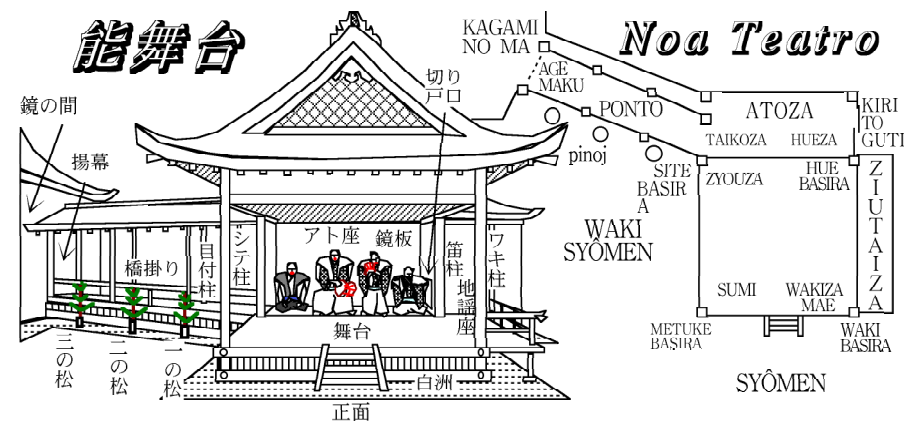 能舞台
鏡の間
揚幕
橋掛り
目付柱
シテ柱
アト座
鏡板
切り
戸口
笛柱
地謡座
ワキ柱
舞台
三の松
二の松
一の松
白洲
正面
Noa Teatro
KAGAMI
NO MA
AGE
MAKU
PONTO
pinoj
ATOZA
TAIKOZA
HUEZA
KIRI
TO
GUTI
SITE
BASIR
A
ZYOUZA
HUE
BASIRA
ZIUTAIZA
WAKI
SYÔMEN
SUMI
WAKIZA
MAE
METUKE
BASIRA
WAKI
BASIRA
SYÔMEN